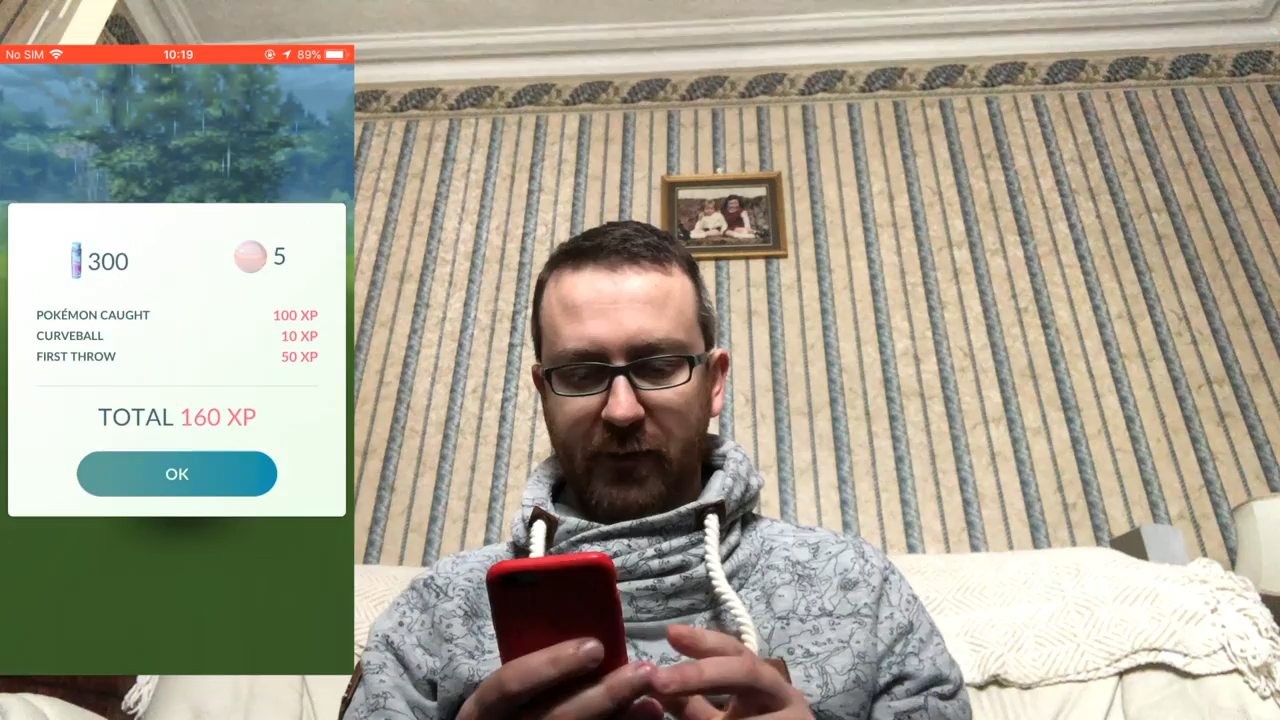 No SIM 10:19 89%
300 5
POKÉMON CAUGHT 100 XP
CURVEBALL 10 XP
FIRST THROW 50 XP
TOTAL 160 XP
OK